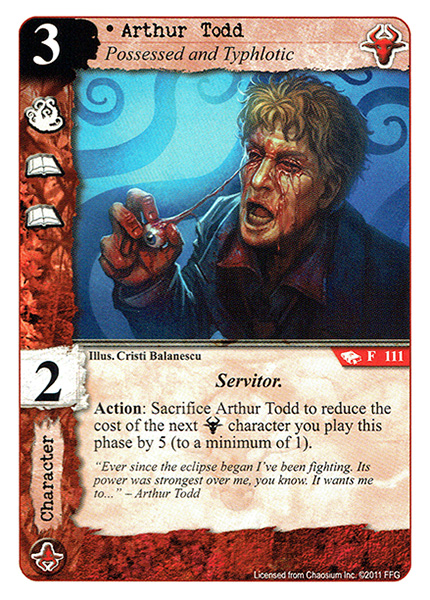 3
• Arthur Todd
Possessed and Typhlotic
Illus. Cristi Balanescu
F 111
2
Servitor.
Action: Sacrifice Arthur Todd to reduce the
cost of the next character you play this
phase by 5 (to a minimum of 1).
"Ever since the eclipse began I've been fighting. Its
power was strongest over me, you know. It wants me
to..." – Arthur Todd
Character
Licensed from Chaosium Inc. ©2011 FFG